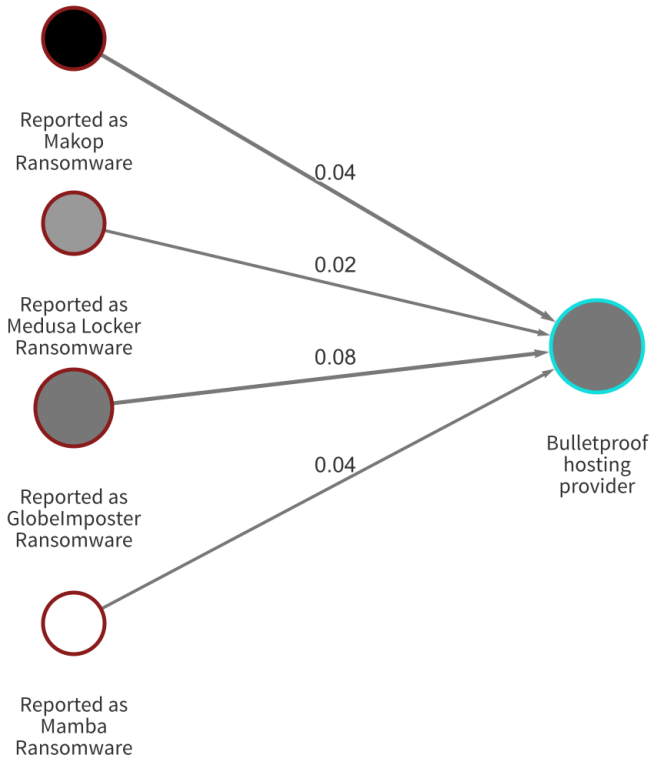 Reported as
Makop
Ransomware
0.04
Reported as
Medusa Locker
Ransomware
0.02
Reported as
GlobeImposter
Ransomware
0.08
Reported as
Mamba
Ransomware
0.04
Bulletproof
hosting
provider